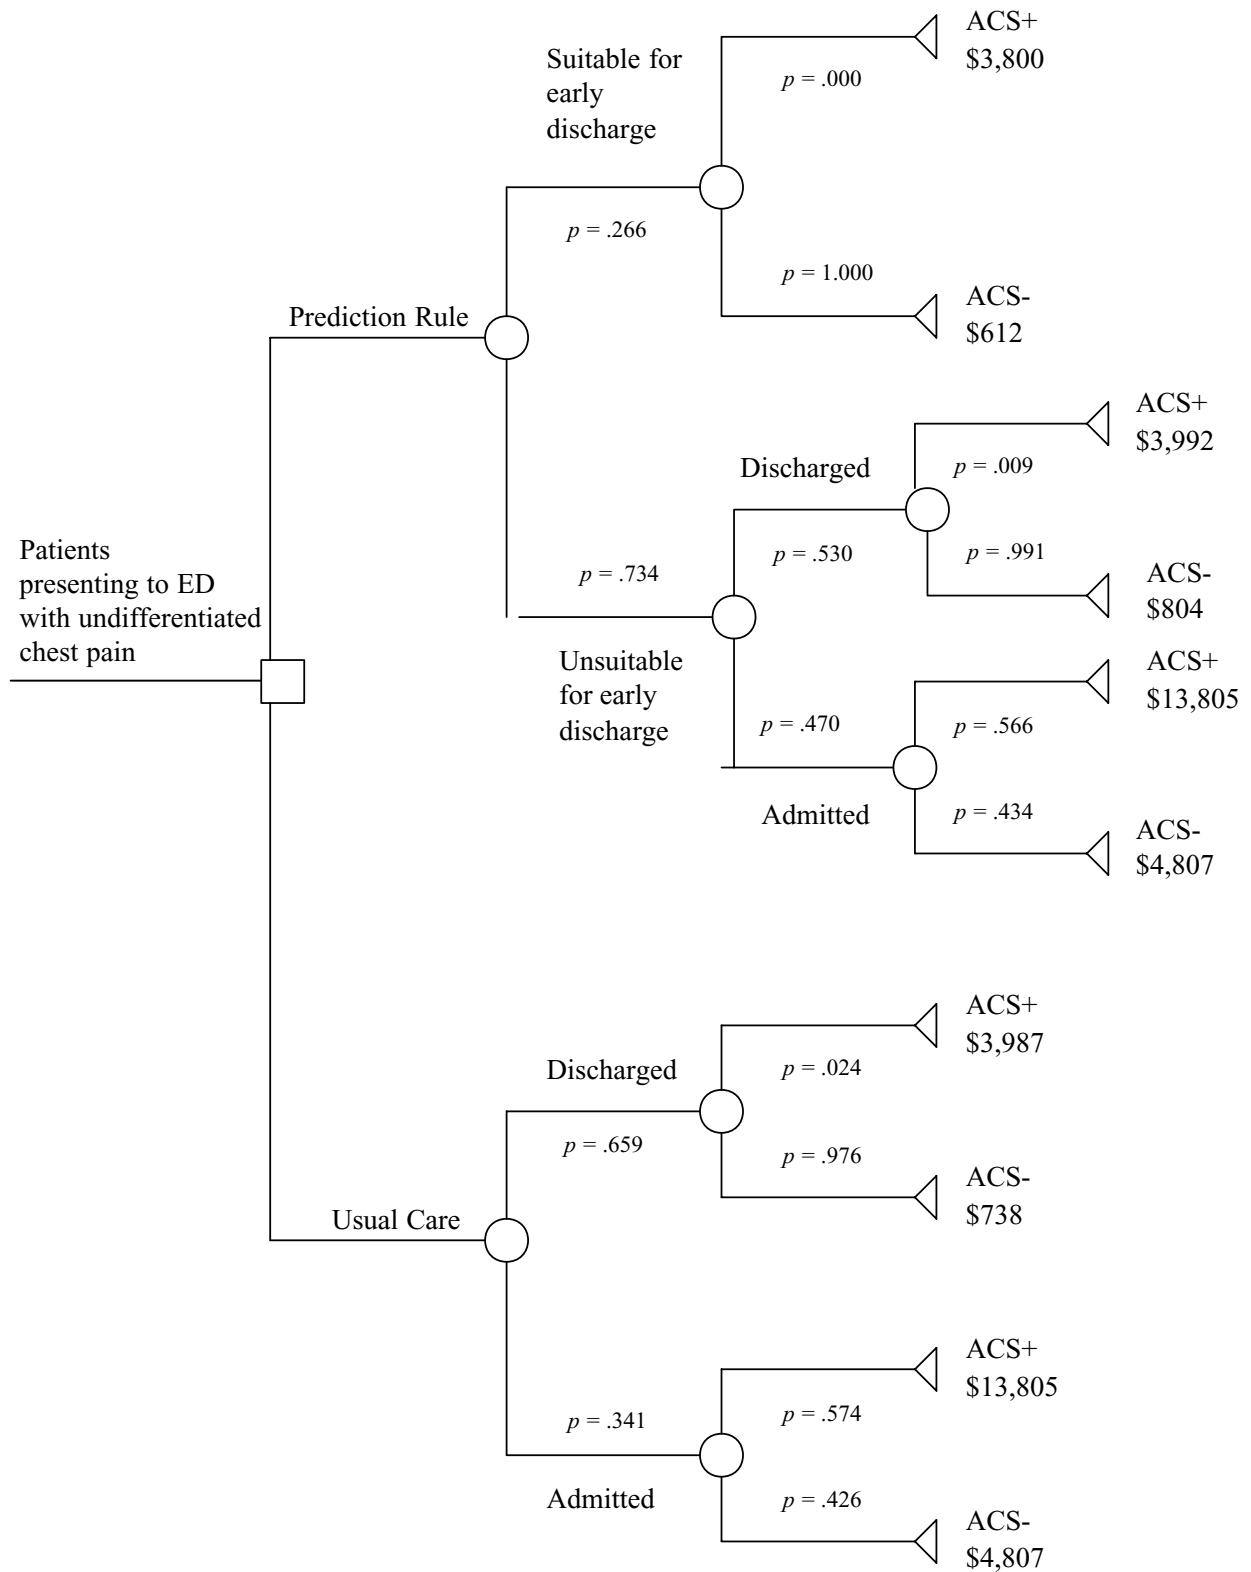 ACS+
$3,800
Suitable for
early
discharge
p = .000
p = .266
p = 1.000
ACS-
$612
Prediction Rule
ACS+
$3,992
Discharged
p = .009
p = .530
p = .991
ACS-
$804
p = .734
Patients
presenting to ED
with undifferentiated
chest pain
Unsuitable
for early
discharge
ACS+
$13,805
p = .470
p = .566
Admitted
p = .434
ACS-
$4,807
ACS+
$3,987
Discharged
p = .024
p = .659
p = .976
ACS-
$738
Usual Care
ACS+
$13,805
p = .341
p = .574
Admitted
p = .426
ACS-
$4,807